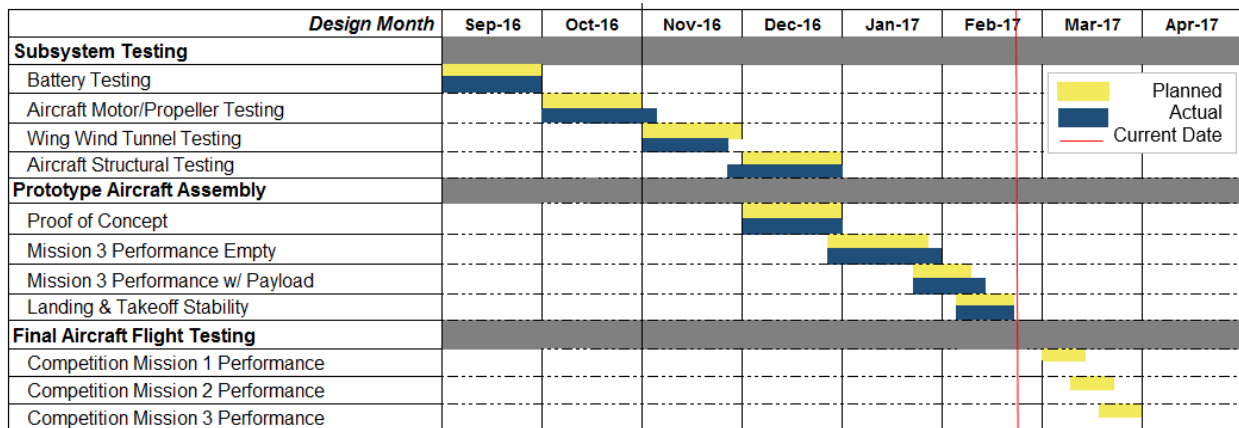 Design Month Sep-16 Oct-16 Nov-16 Dec-16 Jan-17 Feb-17 Mar-17 Apr-17
Subsystem Testing
Battery Testing
Planned
Aircraft Motor/Propeller Testing
Actual
Wing Wind Tunnel Testing
Current Date
Aircraft Structural Testing
Prototype Aircraft Assembly
Proof of Concept
Mission 3 Performance Empty
Mission 3 Performance w/ Payload
Landing & Takeoff Stability
Final Aircraft Flight Testing
Competition Mission 1 Performance
Competition Mission 2 Performance
Competition Mission 3 Performance